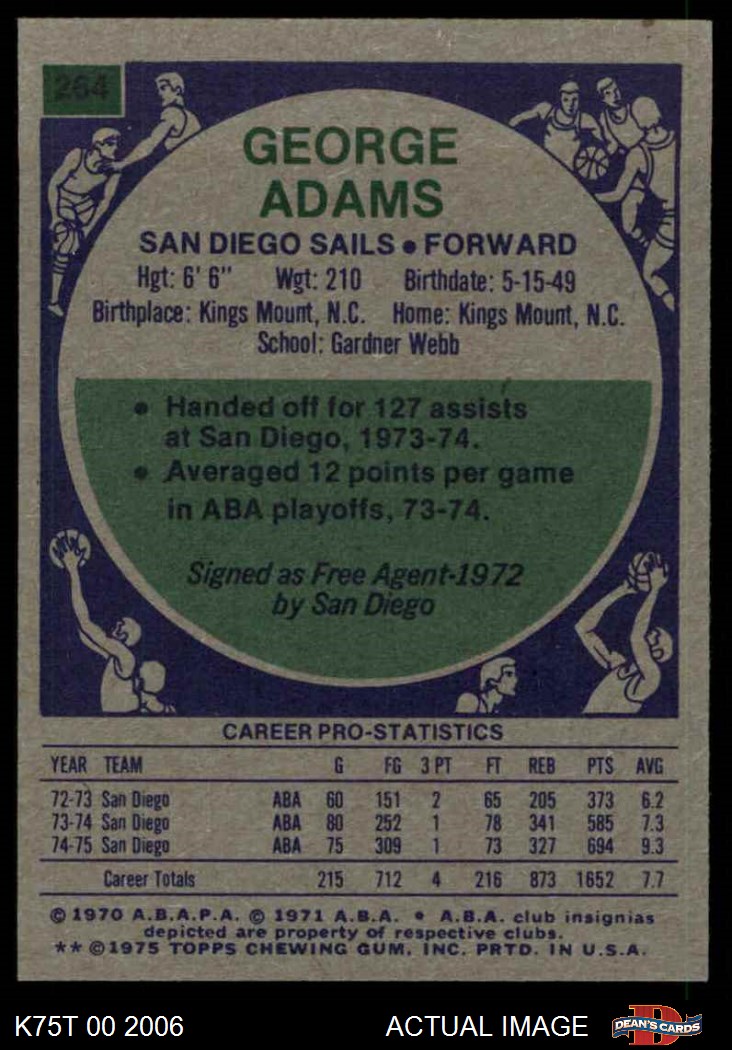 264
GEORGE
ADAMS
SAN DIEGO SAILS • FORWARD
Hgt: 6' 6" Wgt: 210 Birthdate: 5-15-49
Birthplace: Kings Mount, N.C. Home: Kings Mount, N.C.
School: Gardner Webb
• Handed off for 127 assists
at San Diego, 1973-74.
• Averaged 12 points per game
in ABA playoffs, 73-74.
Signed as Free Agent-1972
by San Diego
CAREER PRO-STATISTICS
YEAR TEAM G FG 3 PT FT REB PTS AVG
72-73 San Diego ABA 60 151 2 65 205 373 6.2
73-74 San Diego ABA 80 252 1 78 341 585 7.3
74-75 San Diego ABA 75 309 1 73 327 694 9.3
Career Totals 215 712 4 216 873 1652 7.7
© 1970 A.B.A.P.A. © 1971 A.B.A. • A.B.A. club insignias
depicted are property of respective clubs.
** ©1975 TOPPS CHEWING GUM, INC. PRTD. IN U.S.A.
K75T 00 2006 ACTUAL IMAGE D DEAN'S CARDS